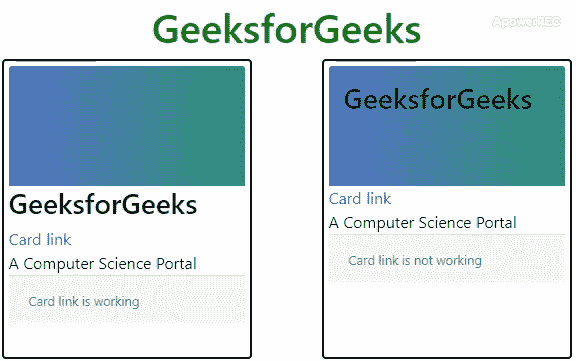 GeeksforGeeks
ApowerREC
GeeksforGeeks
Card link
A Computer Science Portal
Card link is working
GeeksforGeeks
Card link
A Computer Science Portal
Card link is not working